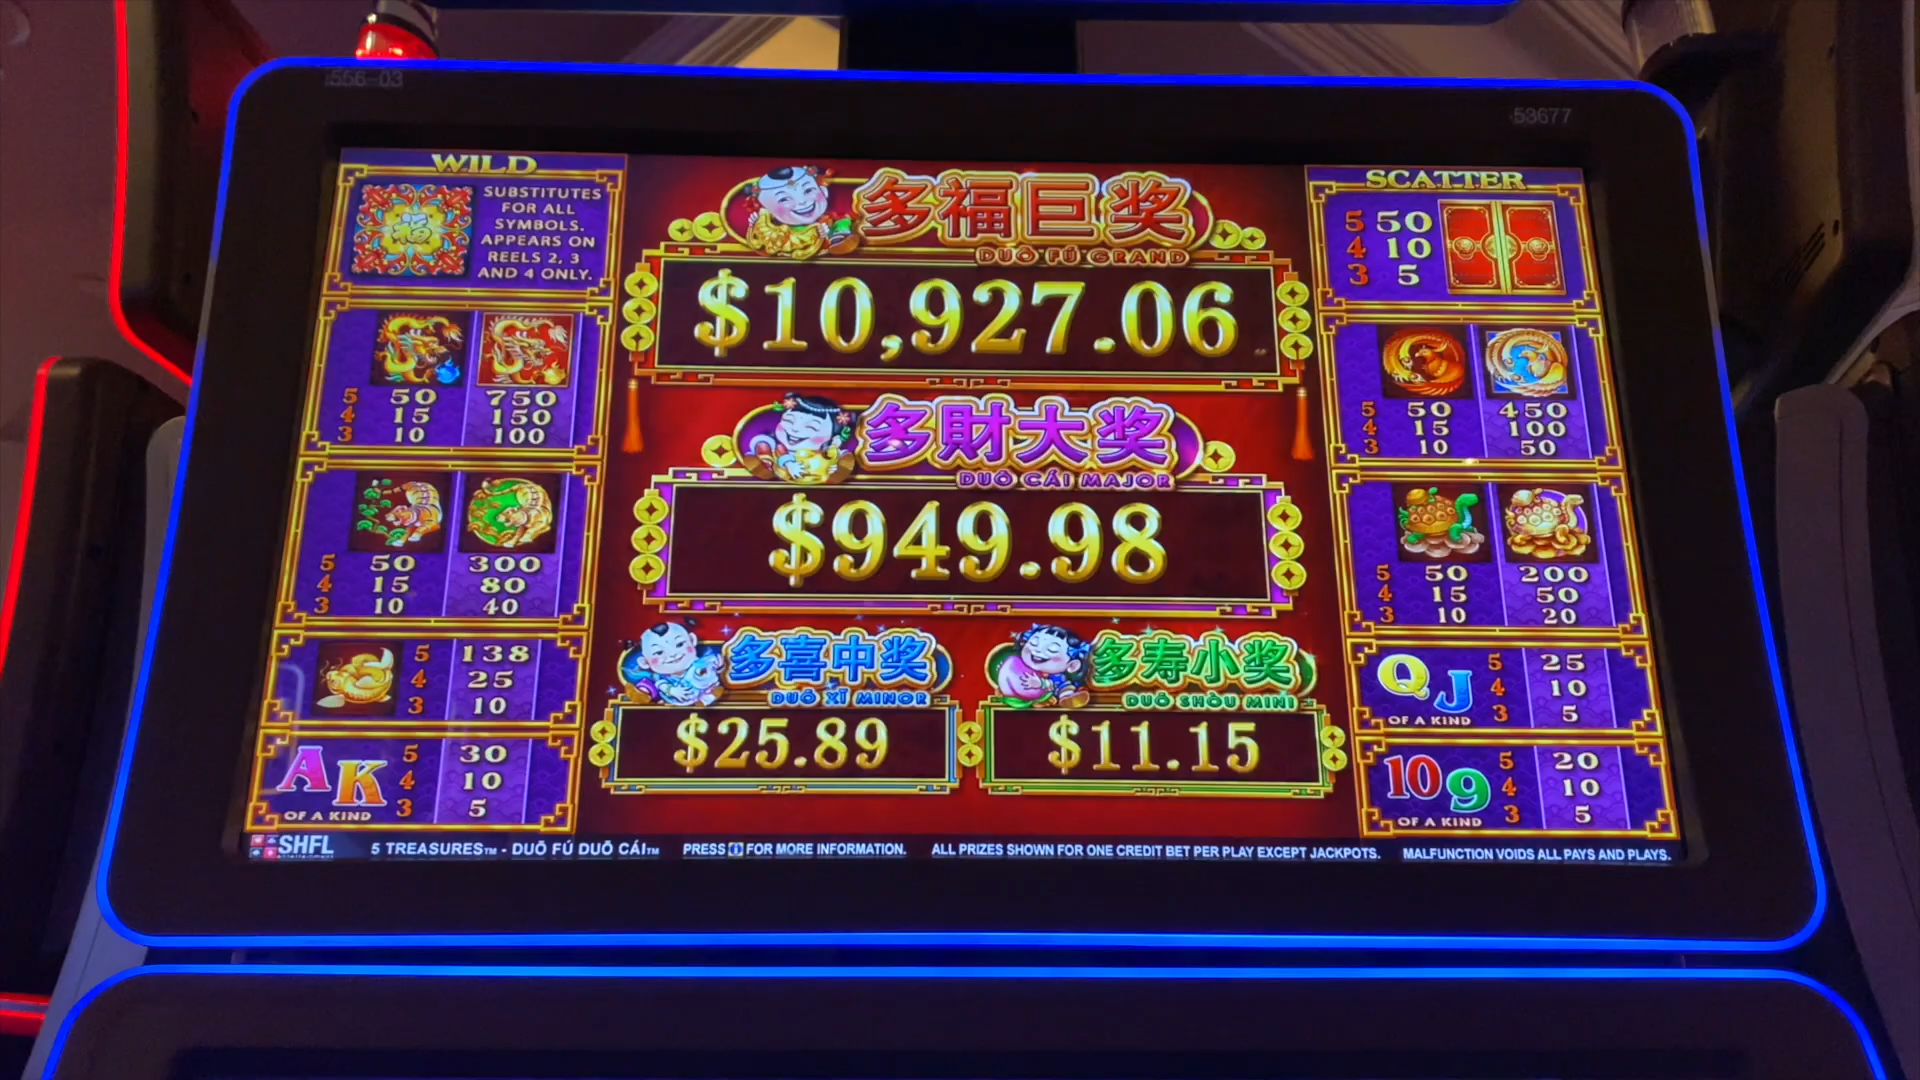 i556-03
53677
WILD
福
SUBSTITUTES
FOR ALL
SYMBOLS.
APPEARS ON
REELS 2, 3
AND 4 ONLY.
5 50 750
4 15 150
3 10 100
5 50 300
4 15 80
3 10 40
5 138
4 25
3 10
A K
OF A KIND
5 30
4 10
3 5
多福巨奖
DUŌ FÚ GRAND
$10,927.06
多財大奖
DUŌ CÁI MAJOR
$949.98
多喜中奖
DUŌ XǏ MINOR
$25.89
多寿小奖
DUŌ SHÒU MINI
$11.15
SCATTER
5 50
4 10
3 5
5 50 450
4 15 100
3 10 50
5 50 200
4 15 50
3 10 20
Q J
OF A KIND
5 25
4 10
3 5
10 9
OF A KIND
5 20
4 10
3 5
SHFL
entertainment
5 TREASURES™ - DUŌ FÚ DUŌ CÁI™ PRESS i FOR MORE INFORMATION. ALL PRIZES SHOWN FOR ONE CREDIT BET PER PLAY EXCEPT JACKPOTS. MALFUNCTION VOIDS ALL PAYS AND PLAYS.